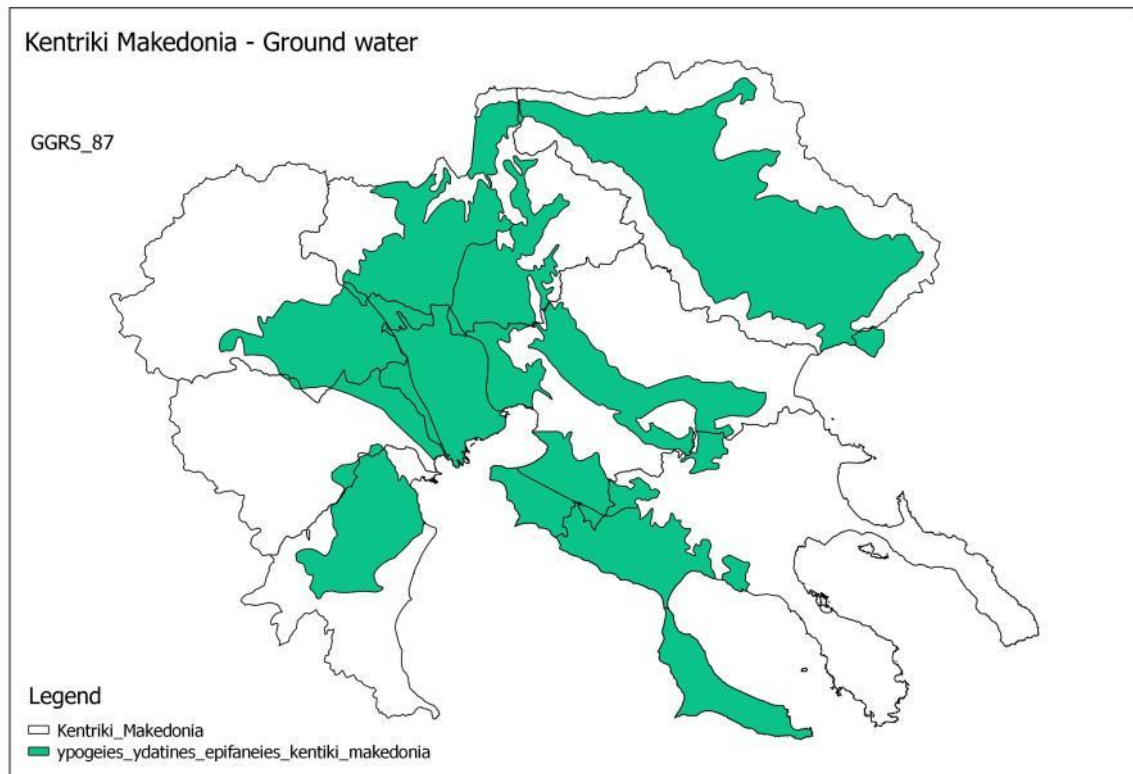 Kentriki Makedonia - Ground water
GGRS_87
Legend
Kentriki_Makedonia
ypogeies_ydatines_epifaneies_kentiki_makedonia